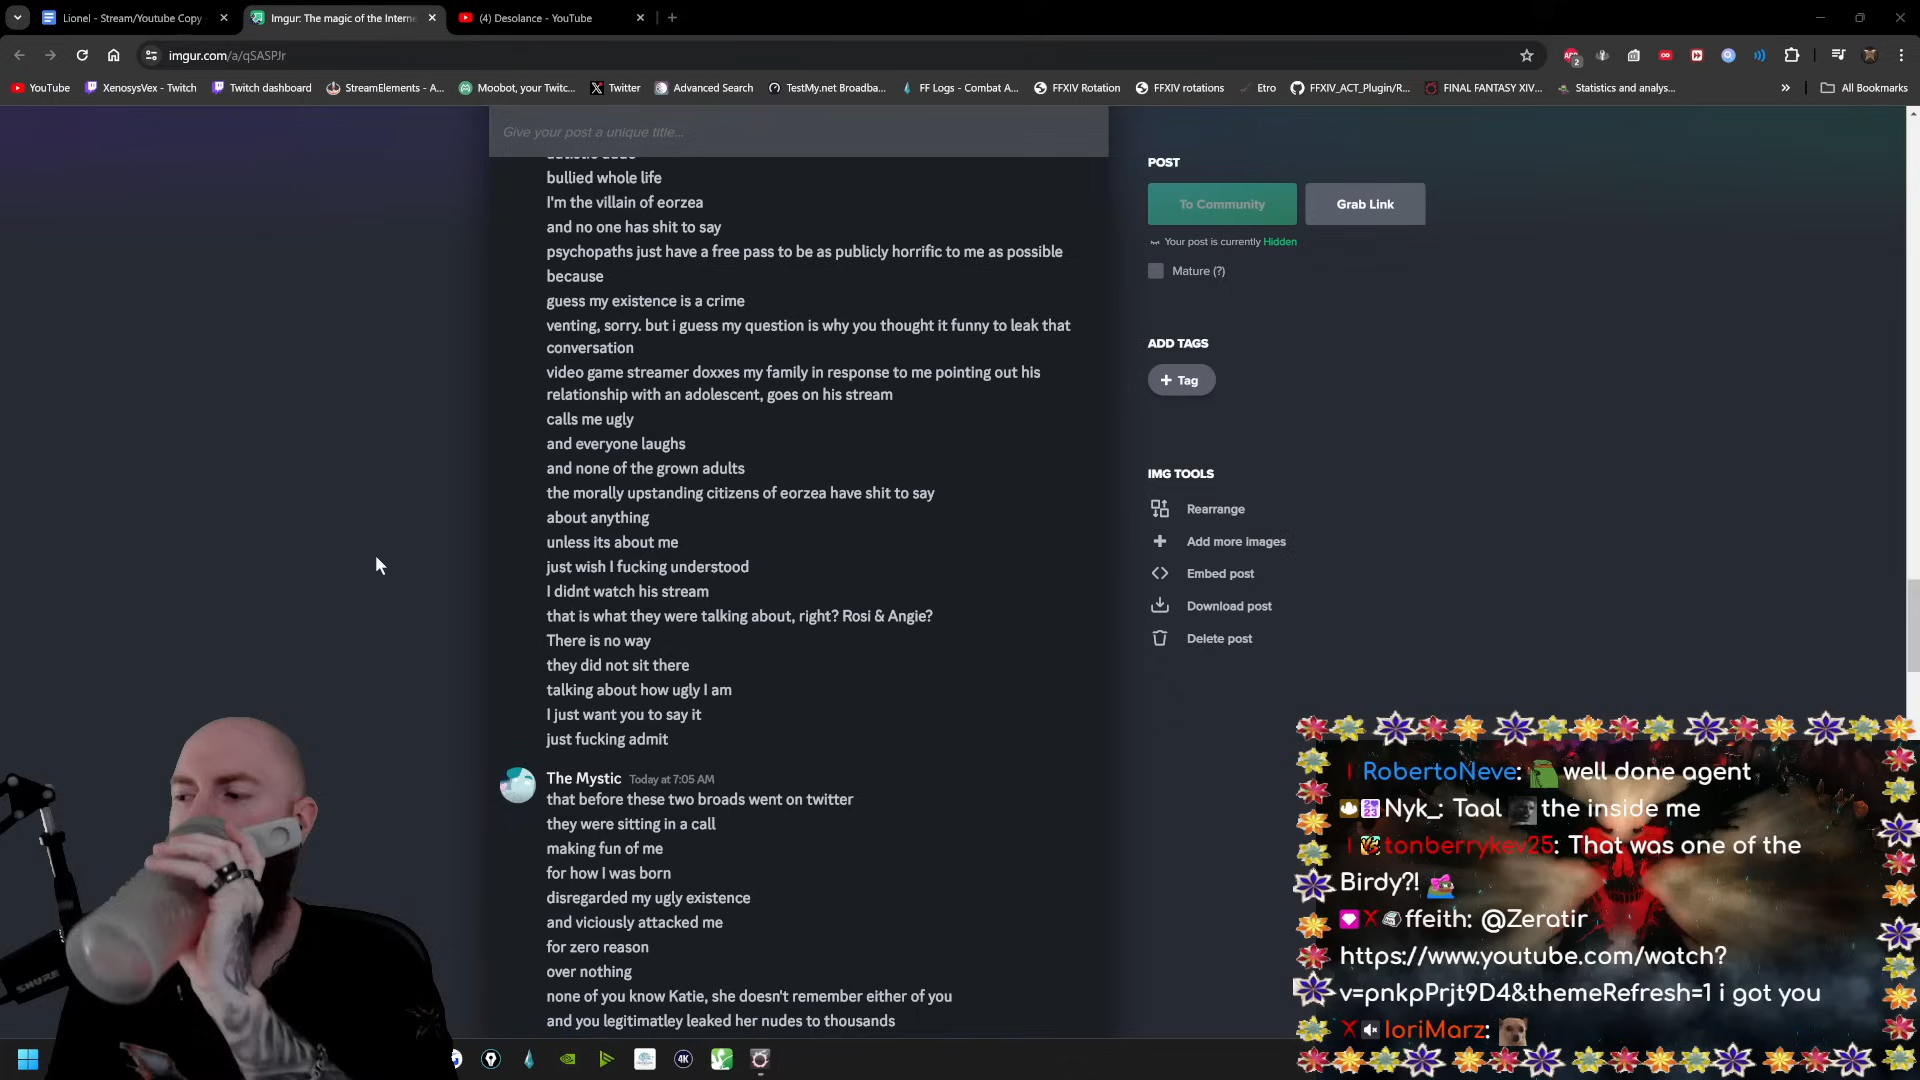 Lionel - Stream/Youtube Copy
Imgur: The magic of the Interne
(4) Desolance - YouTube
imgur.com/a/qSASPJr
2
YouTube
XenosysVex - Twitch
Twitch dashboard
StreamElements - A...
Moobot, your Twitc...
Twitter
Advanced Search
TestMy.net Broadba...
FF Logs - Combat A...
FFXIV Rotation
FFXIV rotations
Etro
FFXIV_ACT_Plugin/R...
FINAL FANTASY XIV...
Statistics and analys...
»
All Bookmarks
Give your post a unique title...
bullied whole life
I'm the villain of eorzea
and no one has shit to say
psychopaths just have a free pass to be as publicly horrific to me as possible
because
guess my existence is a crime
venting, sorry. but i guess my question is why you thought it funny to leak that
conversation
video game streamer doxxes my family in response to me pointing out his
relationship with an adolescent, goes on his stream
calls me ugly
and everyone laughs
and none of the grown adults
the morally upstanding citizens of eorzea have shit to say
about anything
unless its about me
just wish I fucking understood
I didnt watch his stream
that is what they were talking about, right? Rosi & Angie?
There is no way
they did not sit there
talking about how ugly I am
I just want you to say it
just fucking admit
The Mystic Today at 7:05 AM
that before these two broads went on twitter
they were sitting in a call
making fun of me
for how I was born
disregarded my ugly existence
and viciously attacked me
for zero reason
over nothing
none of you know Katie, she doesn't remember either of you
and you legitimatley leaked her nudes to thousands
POST
To Community
Grab Link
Your post is currently Hidden
Mature (?)
ADD TAGS
+ Tag
IMG TOOLS
Rearrange
Add more images
Embed post
Download post
Delete post
RobertoNeve: well done agent
Nyk_: Taal the inside me
tonberrykev25: That was one of the
Birdy?!
ffeith: @Zeratir
https://www.youtube.com/watch?
v=pnkpPrjt9D4&themeRefresh=1 i got you
IoriMarz:
SHURE
4K